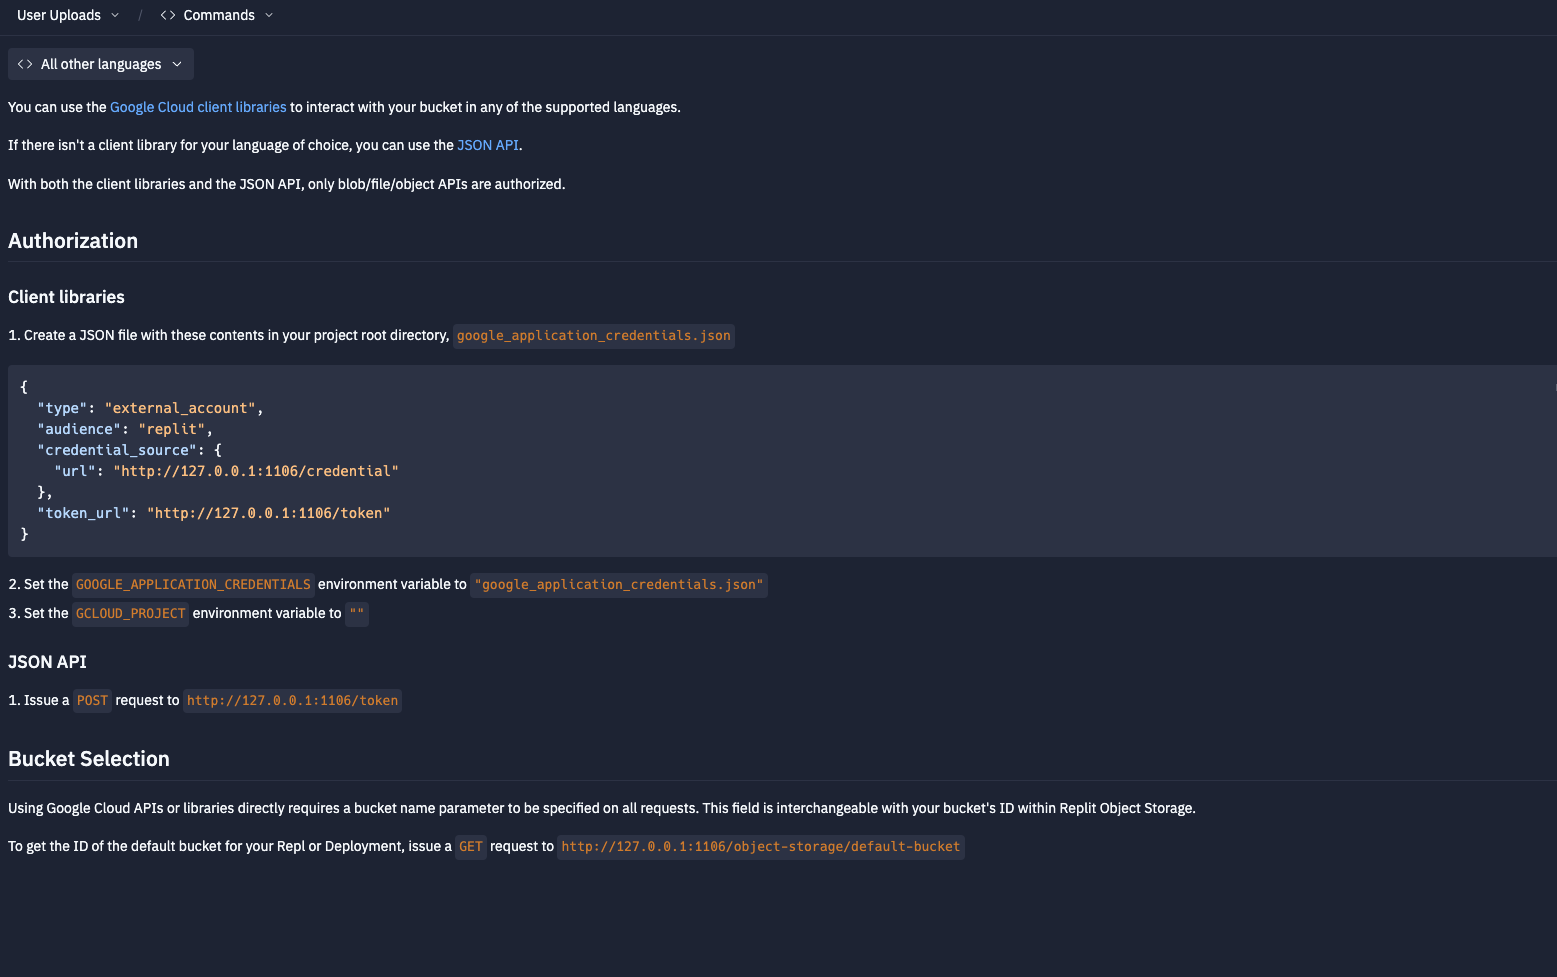 User Uploads / <> Commands
<> All other languages
You can use the Google Cloud client libraries to interact with your bucket in any of the supported languages.
If there isn't a client library for your language of choice, you can use the JSON API.
With both the client libraries and the JSON API, only blob/file/object APIs are authorized.
Authorization
Client libraries
1. Create a JSON file with these contents in your project root directory, google_application_credentials.json
{
  "type": "external_account",
  "audience": "replit",
  "credential_source": {
    "url": "http://127.0.0.1:1106/credential"
  },
  "token_url": "http://127.0.0.1:1106/token"
}
2. Set the GOOGLE_APPLICATION_CREDENTIALS environment variable to "google_application_credentials.json"
3. Set the GCLOUD_PROJECT environment variable to ""
JSON API
1. Issue a POST request to http://127.0.0.1:1106/token
Bucket Selection
Using Google Cloud APIs or libraries directly requires a bucket name parameter to be specified on all requests. This field is interchangeable with your bucket's ID within Replit Object Storage.
To get the ID of the default bucket for your Repl or Deployment, issue a GET request to http://127.0.0.1:1106/object-storage/default-bucket